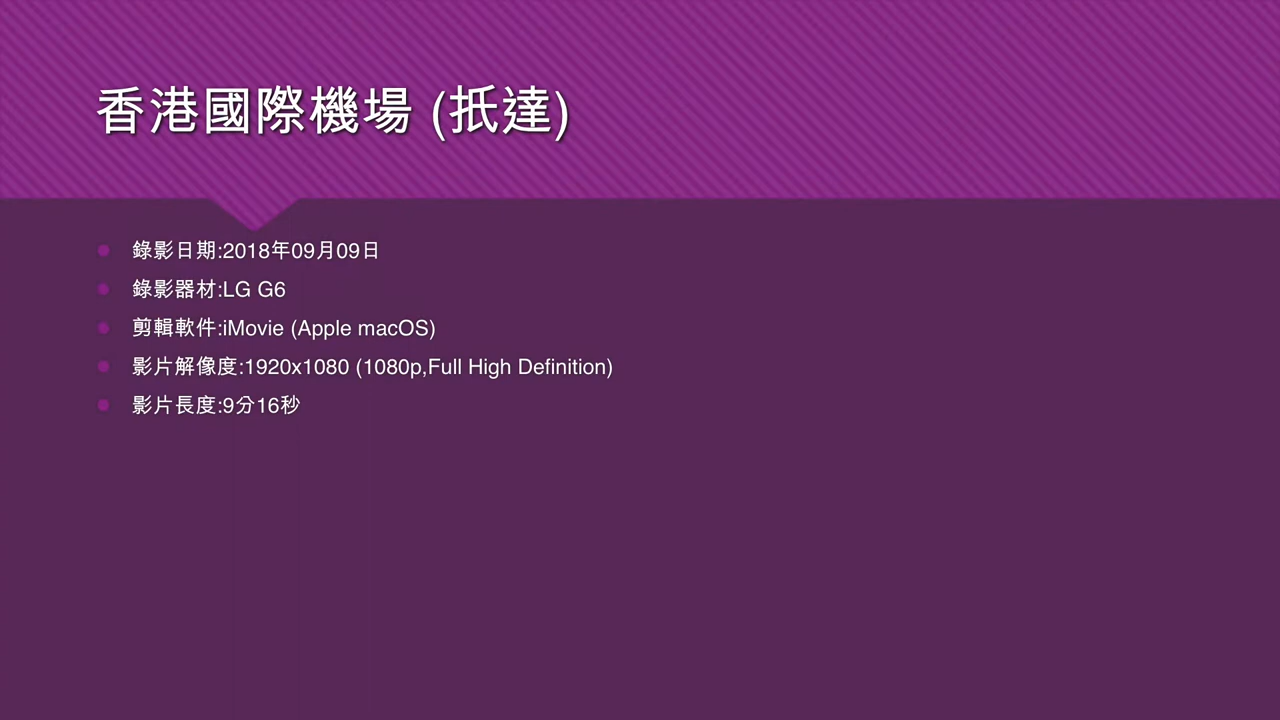 香港國際機場 (扺達)
錄影日期:2018年09月09日
錄影器材:LG G6
剪輯軟件:iMovie (Apple macOS)
影片解像度:1920x1080 (1080p,Full High Definition)
影片長度:9分16秒